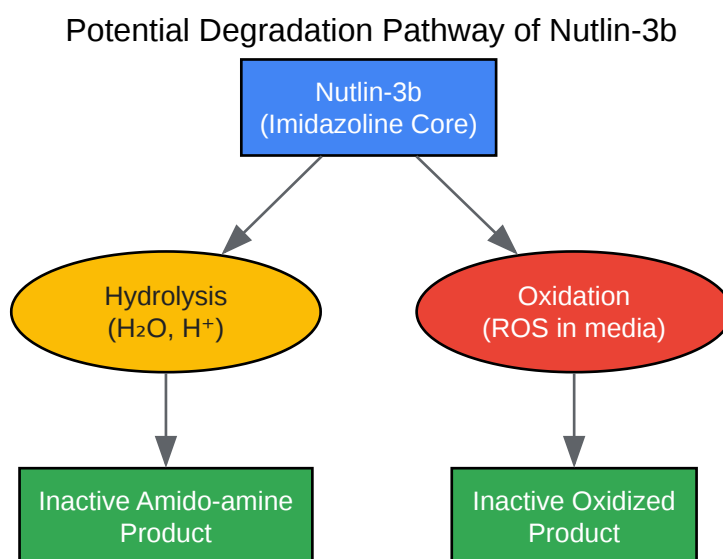 Potential Degradation Pathway of Nutlin-3b
Nutlin-3b
(Imidazoline Core)
Hydrolysis
(H₂O, H⁺)
Oxidation
(ROS in media)
Inactive Amido-amine
Product
Inactive Oxidized
Product